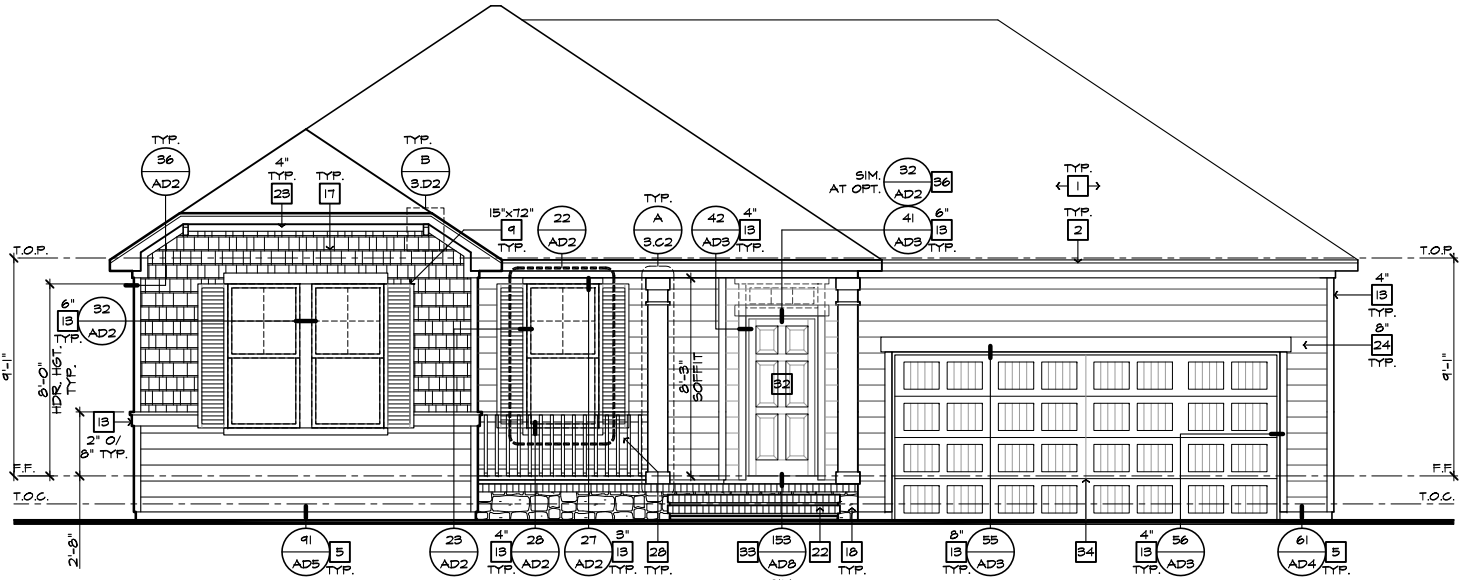 TYP.
36
AD2
4"
TYP.
23
TYP.
17
TYP.
B
3.D2
15"x72"
9
TYP.
22
AD2
TYP.
A
3.C2
42
AD3
4"
13
TYP.
SIM.
AT OPT.
32
AD2
36
41
AD3
6"
13
TYP.
TYP.
1
TYP.
2
T.O.P.
T.O.P.
6"
13
TYP.
32
AD2
4"
13
TYP.
8"
24
TYP.
9'-1"
8'-0"
HDR. HGT.
TYP.
8'-3"
SOFFIT
32
9'-1"
13
2" O/
8" TYP.
F.F.
F.F.
T.O.C.
T.O.C.
2'-8"
91
AD5
5
TYP.
23
AD2
4"
13
TYP.
28
AD2
27
AD2
3"
13
TYP.
28
TYP.
33
153
AD8
22
18
TYP.
8"
13
TYP.
55
AD3
34
4"
13
TYP.
56
AD3
61
AD4
5
TYP.